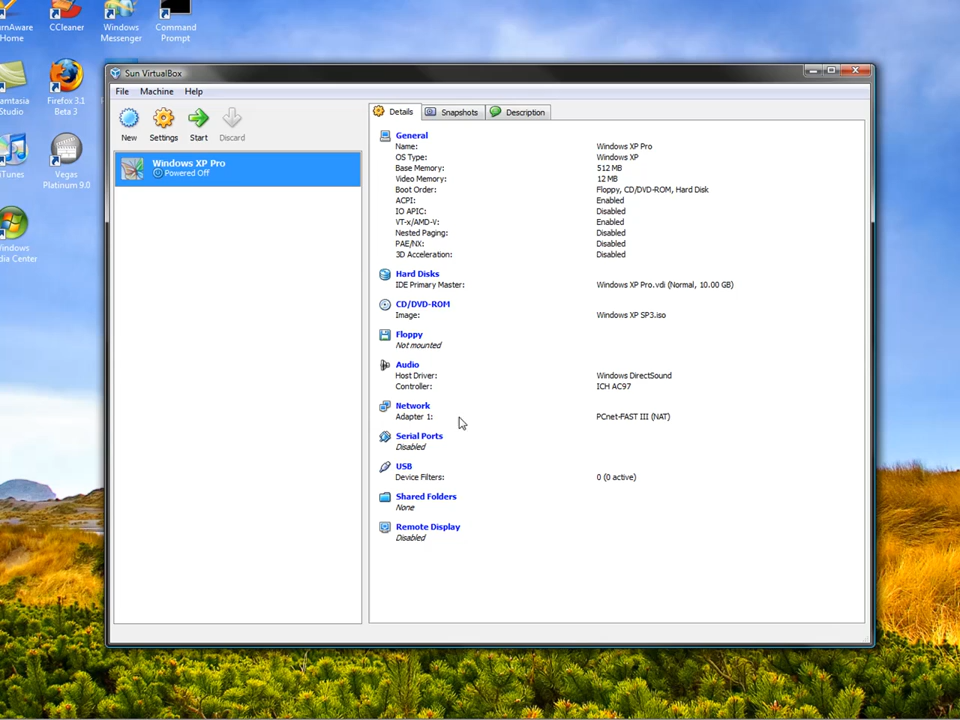 urnAware
Home
CCleaner
Windows
Messenger
Command
Prompt
amtasia
Studio
Firefox 3.1
Beta 3
iTunes
Vegas
Platinum 9.0
Windows
dia Center
Sun VirtualBox
File Machine Help
New Settings Start Discard
Windows XP Pro
Powered Off
Details Snapshots Description
General
Name: Windows XP Pro
OS Type: Windows XP
Base Memory: 512 MB
Video Memory: 12 MB
Boot Order: Floppy, CD/DVD-ROM, Hard Disk
ACPI: Enabled
IO APIC: Disabled
VT-x/AMD-V: Enabled
Nested Paging: Disabled
PAE/NX: Disabled
3D Acceleration: Disabled
Hard Disks
IDE Primary Master: Windows XP Pro.vdi (Normal, 10.00 GB)
CD/DVD-ROM
Image: Windows XP SP3.iso
Floppy
Not mounted
Audio
Host Driver: Windows DirectSound
Controller: ICH AC97
Network
Adapter 1: PCnet-FAST III (NAT)
Serial Ports
Disabled
USB
Device Filters: 0 (0 active)
Shared Folders
None
Remote Display
Disabled